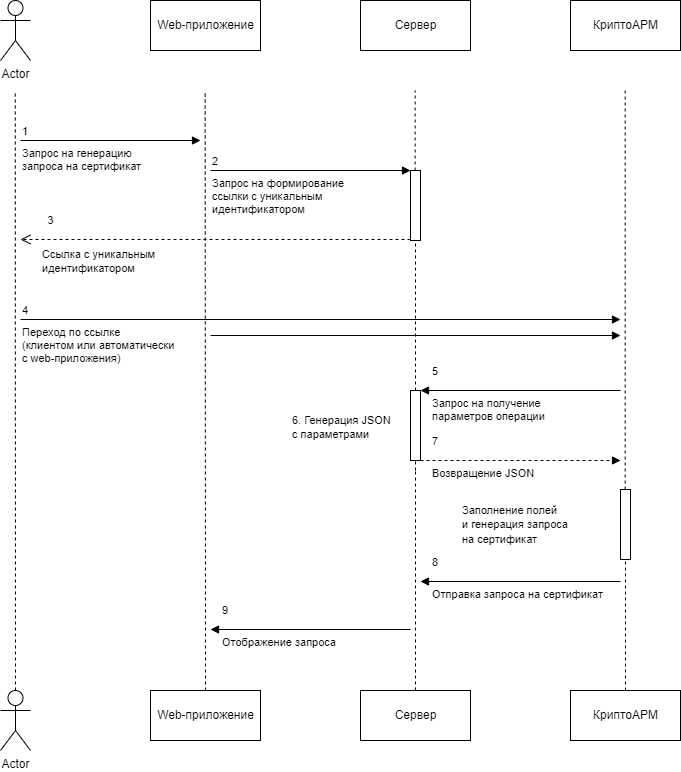 Web-приложение
Сервер
КриптоАРМ
Actor
1
Запрос на генерацию
запроса на сертификат
2
Запрос на формирование
ссылки с уникальным
идентификатором
3
Ссылка с уникальным
идентификатором
4
Переход по ссылке
(клиентом или автоматически
с web-приложения)
5
Запрос на получение
параметров операции
6. Генерация JSON
с параметрами
7
Возвращение JSON
Заполнение полей
и генерация запроса
на сертификат
8
Отправка запроса на сертификат
9
Отображение запроса
Web-приложение
Сервер
КриптоАРМ
Actor